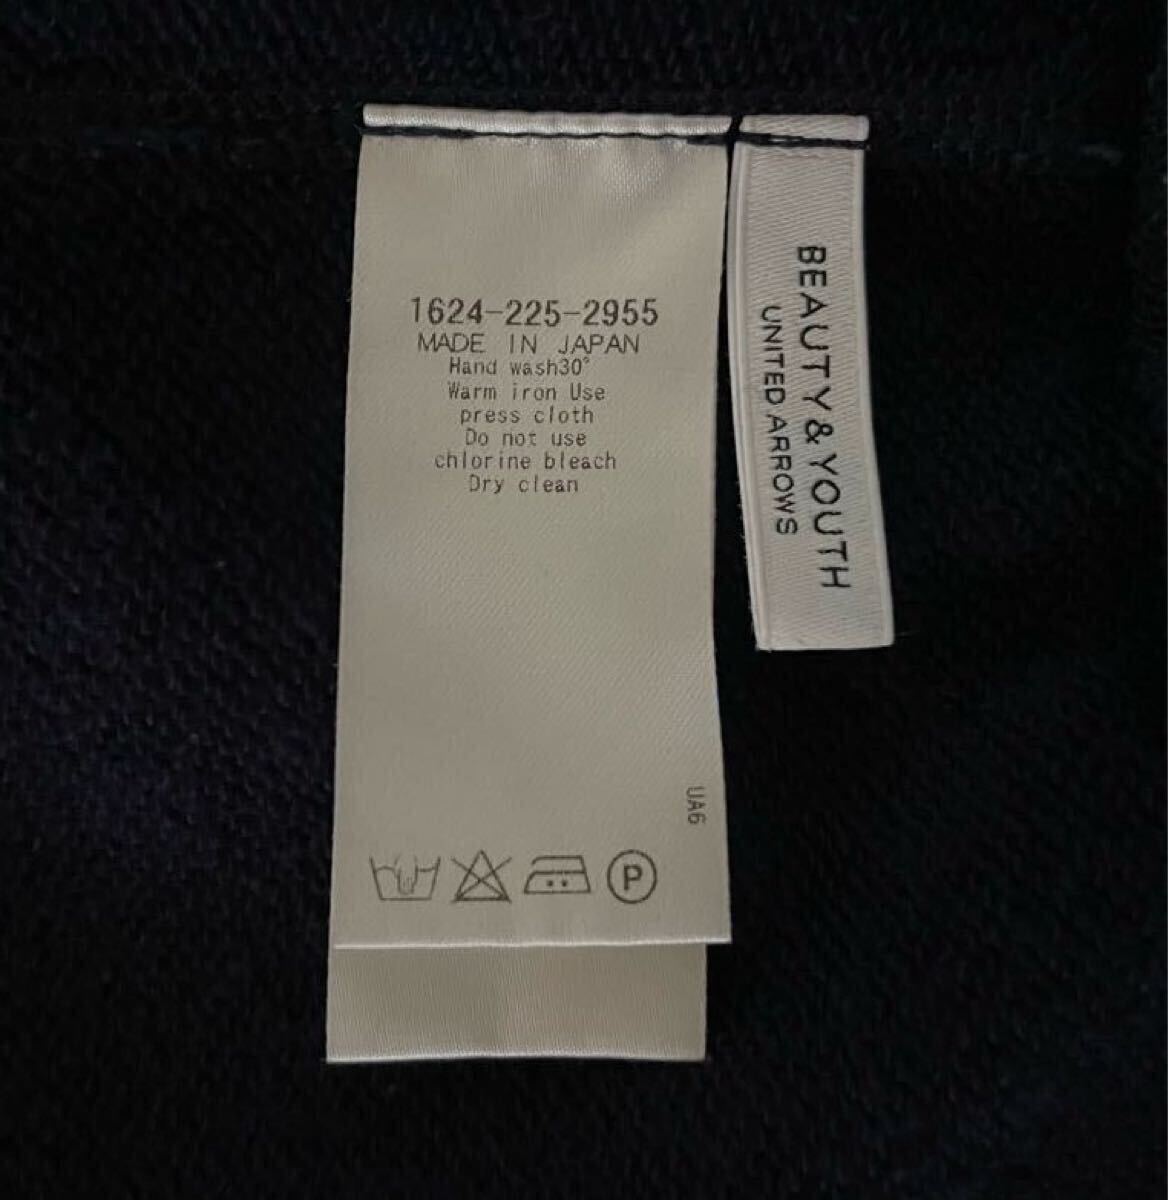 1624-225-2955
MADE IN JAPAN
Hand wash30°
Warm iron Use
press cloth
Do not use
chlorine bleach
Dry clean
UA6
P
BEAUTY & YOUTH
UNITED ARROWS